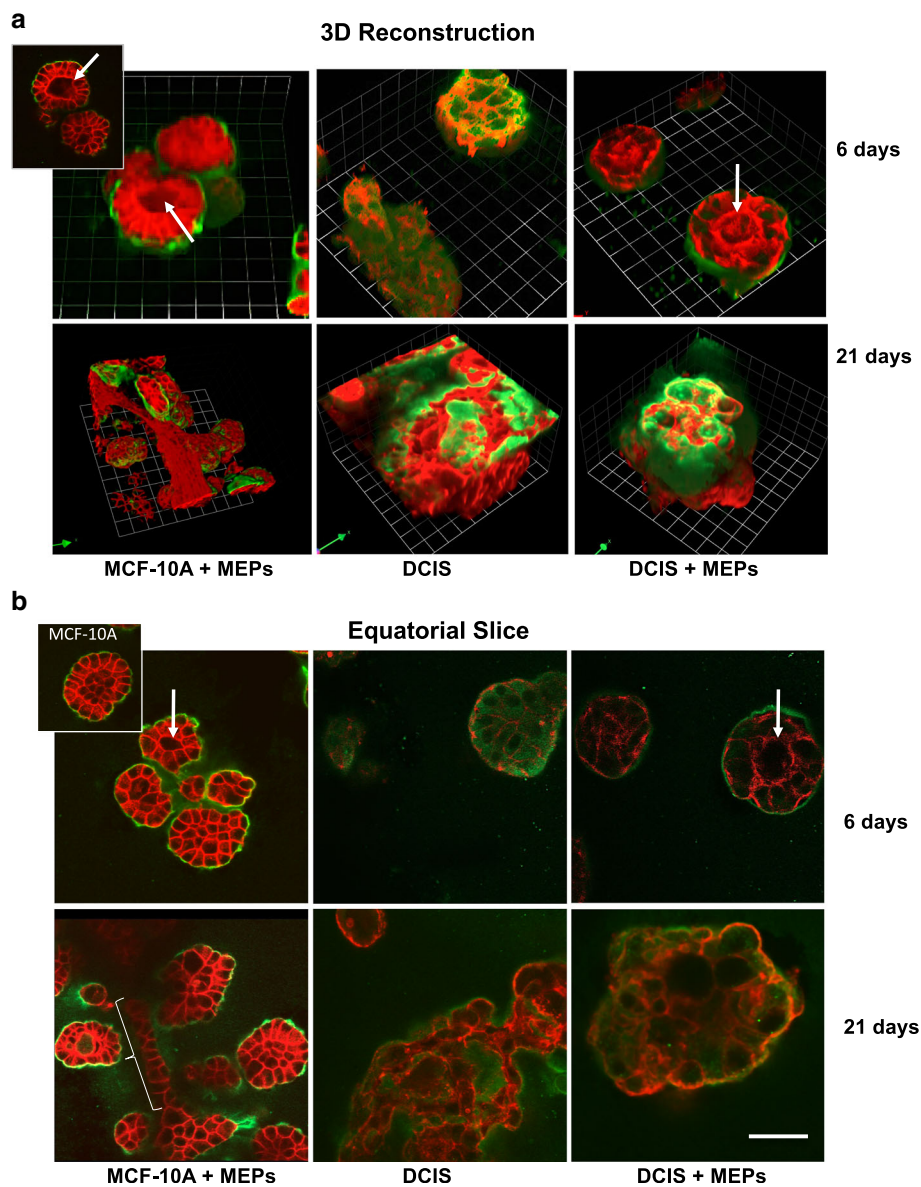 a
3D Reconstruction
6 days
21 days
MCF-10A + MEPs DCIS DCIS + MEPs
b
Equatorial Slice
MCF-10A
6 days
21 days
MCF-10A + MEPs DCIS DCIS + MEPs